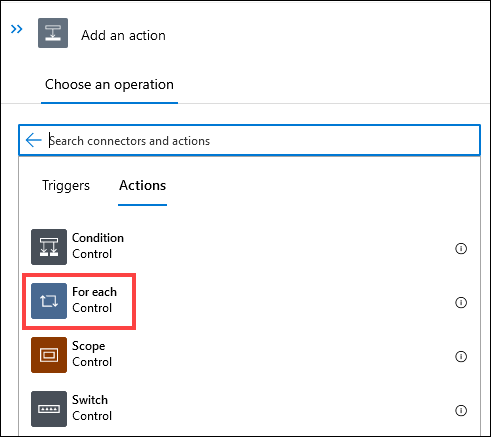 Add an action
Choose an operation
Search connectors and actions
Triggers Actions
Condition
Control
For each
Control
Scope
Control
Switch
Control